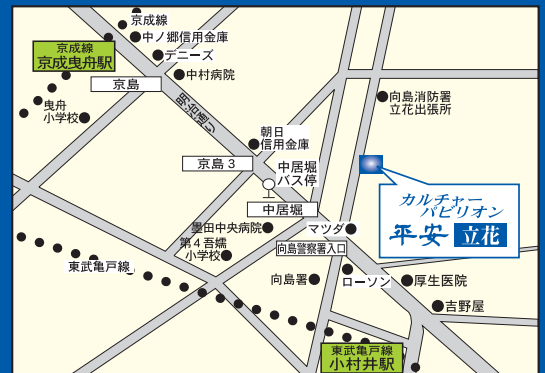 京成線
中ノ郷信用金庫
京成線
京成曳舟駅
デニーズ
中村病院
京島
明治通り
曳舟
小学校
向島消防署
立花出張所
朝日
信用金庫
京島3
中居堀
バス停
中居堀
カルチャー
パビリオン
平安 立花
墨田中央病院
マツダ
第4吾嬬
小学校
向島警察署入口
東武亀戸線
向島署
ローソン
厚生医院
吉野屋
東武亀戸線
小村井駅